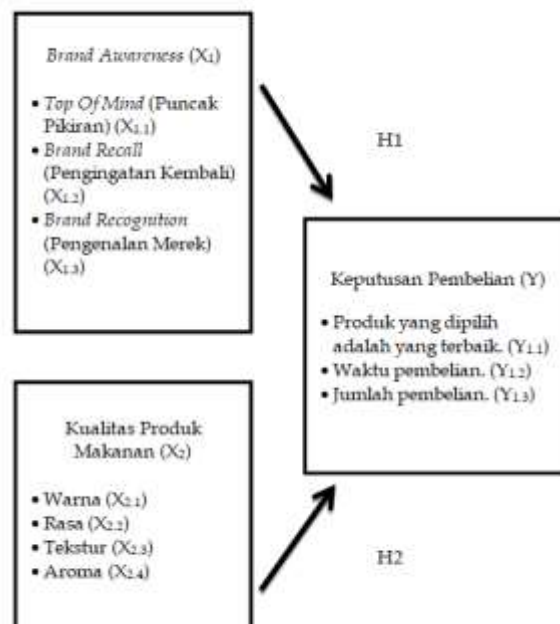 Brand Awareness (X₁)
• Top Of Mind (Puncak
Pikiran) (X₁.₁)
• Brand Recall
(Pengingatan Kembali)
(X₁.₂)
• Brand Recognition
(Pengenalan Merek)
(X₁.₃)
H1
Keputusan Pembelian (Y)
• Produk yang dipilih
adalah yang terbaik. (Y₁.₁)
• Waktu pembelian. (Y₁.₂)
• Jumlah pembelian. (Y₁.₃)
Kualitas Produk
Makanan (X₂)
• Warna (X₂.₁)
• Rasa (X₂.₂)
• Tekstur (X₂.₃)
• Aroma (X₂.₄)
H2